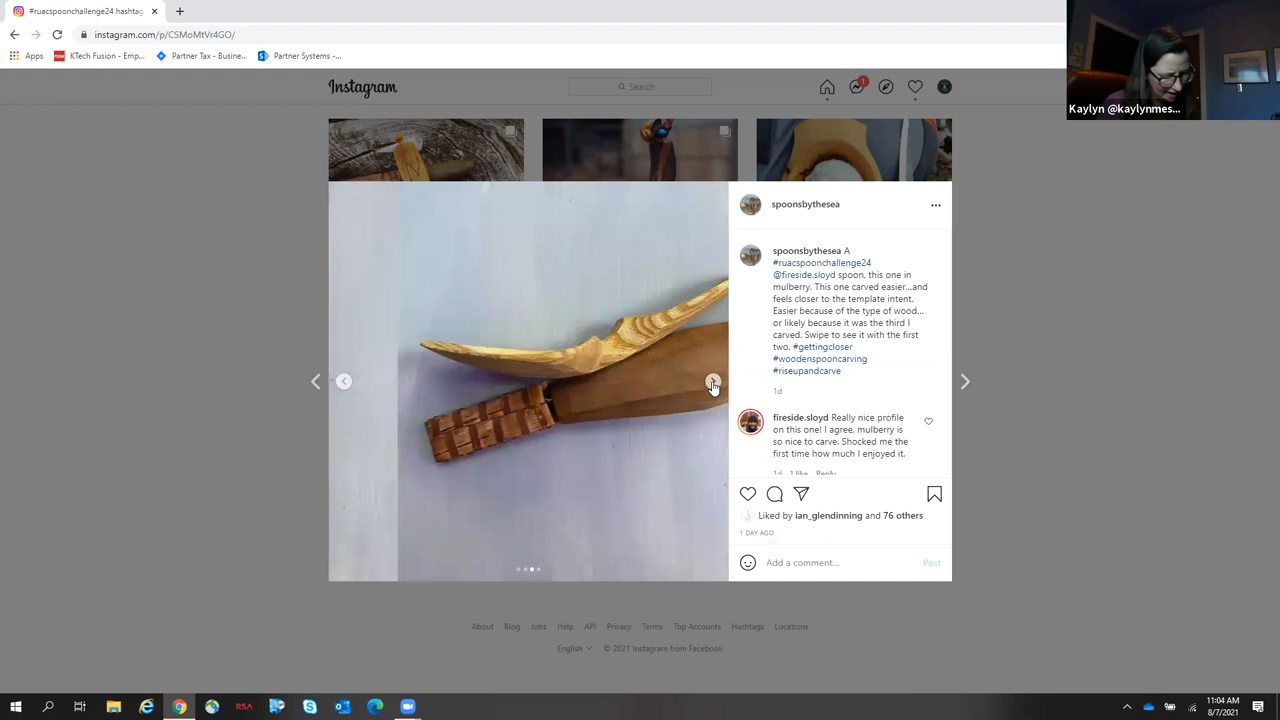 #ruacspoonchallenge24 hashtag
instagram.com/p/CSMoMtVr4GO/
Apps
KTech Fusion - Emp...
Partner Tax - Busine...
Partner Systems -...
Instagram
Search
1
Kaylyn @kaylynmes...
spoonsbythesea
spoonsbythesea A
#ruacspoonchallenge24
@fireside.sloyd spoon, this one in
mulberry. This one carved easier...and
feels closer to the template intent.
Easier because of the type of wood...
or likely because it was the third I
carved. Swipe to see it with the first
two. #gettingcloser
#woodenspooncarving
#riseupandcarve
1d
fireside.sloyd Really nice profile
on this one! I agree, mulberry is
so nice to carve. Shocked me the
first time how much I enjoyed it.
1d 1 like Reply
Liked by ian_glendinning and 76 others
1 DAY AGO
Add a comment... Post
About Blog Jobs Help API Privacy Terms Top Accounts Hashtags Locations
English © 2021 Instagram from Facebook
RSA
11:04 AM
8/7/2021